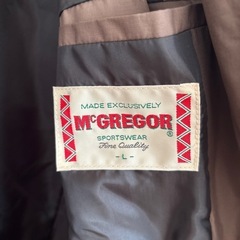 MADE EXCLUSIVELY
McGREGOR®
SPORTSWEAR
Fine Quality
- L -